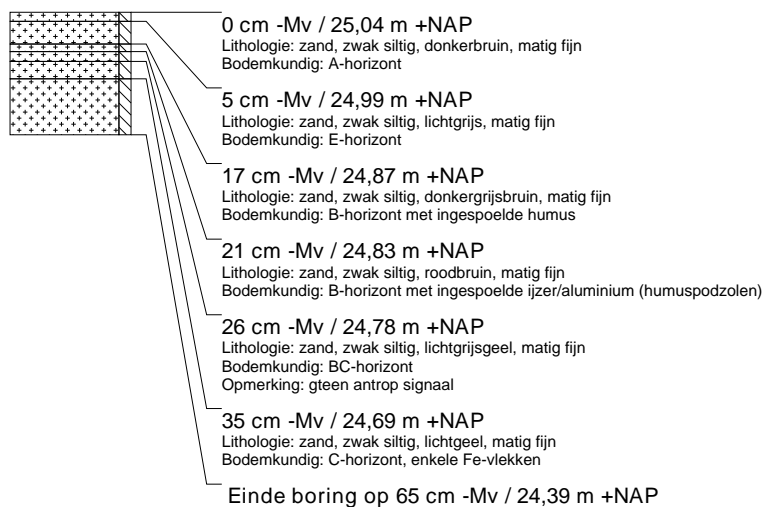 0 cm -Mv / 25,04 m +NAP
Lithologie: zand, zwak siltig, donkerbruin, matig fijn
Bodemkundig: A-horizont
5 cm -Mv / 24,99 m +NAP
Lithologie: zand, zwak siltig, lichtgrijs, matig fijn
Bodemkundig: E-horizont
17 cm -Mv / 24,87 m +NAP
Lithologie: zand, zwak siltig, donkergrijsbruin, matig fijn
Bodemkundig: B-horizont met ingespoelde humus
21 cm -Mv / 24,83 m +NAP
Lithologie: zand, zwak siltig, roodbruin, matig fijn
Bodemkundig: B-horizont met ingespoelde ijzer/aluminium (humuspodzolen)
26 cm -Mv / 24,78 m +NAP
Lithologie: zand, zwak siltig, lichtgrijsgeel, matig fijn
Bodemkundig: BC-horizont
Opmerking: gteen antrop signaal
35 cm -Mv / 24,69 m +NAP
Lithologie: zand, zwak siltig, lichtgeel, matig fijn
Bodemkundig: C-horizont, enkele Fe-vlekken
Einde boring op 65 cm -Mv / 24,39 m +NAP